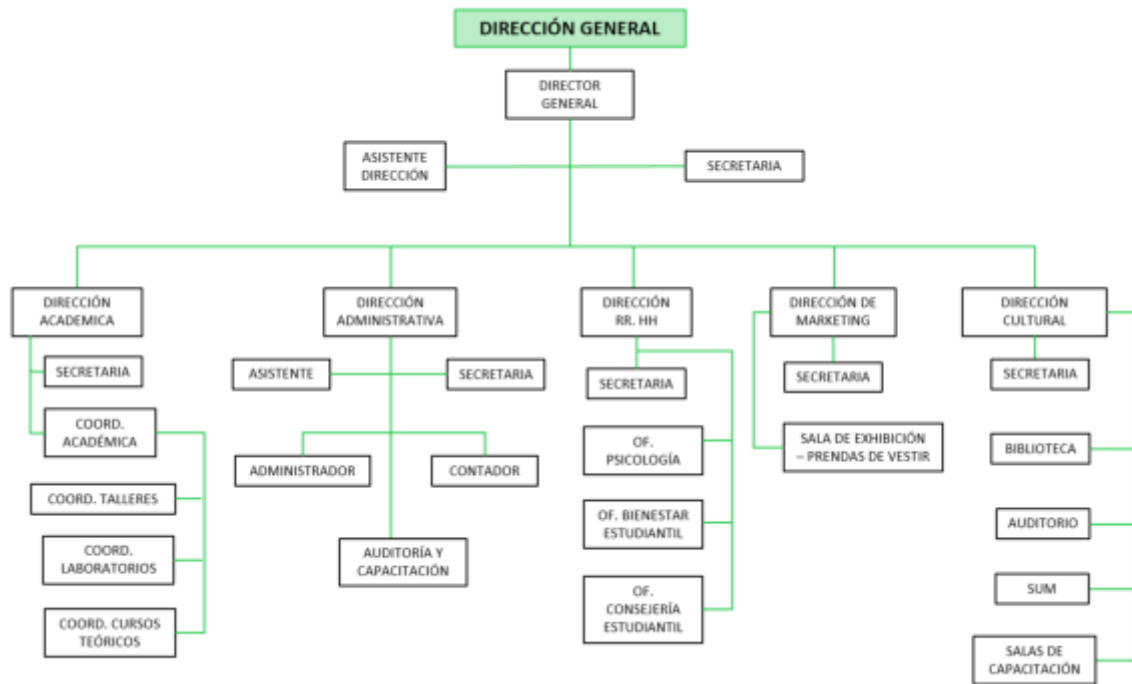 DIRECCIÓN GENERAL
DIRECTOR
GENERAL
ASISTENTE
DIRECCIÓN
SECRETARIA
DIRECCIÓN
ACADEMICA
DIRECCIÓN
ADMINISTRATIVA
DIRECCIÓN
RR. HH
DIRECCIÓN DE
MARKETING
DIRECCIÓN
CULTURAL
SECRETARIA
COORD.
ACADÉMICA
COORD. TALLERES
COORD.
LABORATORIOS
COORD. CURSOS
TEÓRICOS
ASISTENTE
SECRETARIA
ADMINISTRADOR
CONTADOR
AUDITORÍA Y
CAPACITACIÓN
SECRETARIA
OF.
PSICOLOGÍA
OF. BIENESTAR
ESTUDIANTIL
OF.
CONSEJERÍA
ESTUDIANTIL
SECRETARIA
SALA DE EXHIBICIÓN
– PRENDAS DE VESTIR
SECRETARIA
BIBLIOTECA
AUDITORIO
SUM
SALAS DE
CAPACITACIÓN